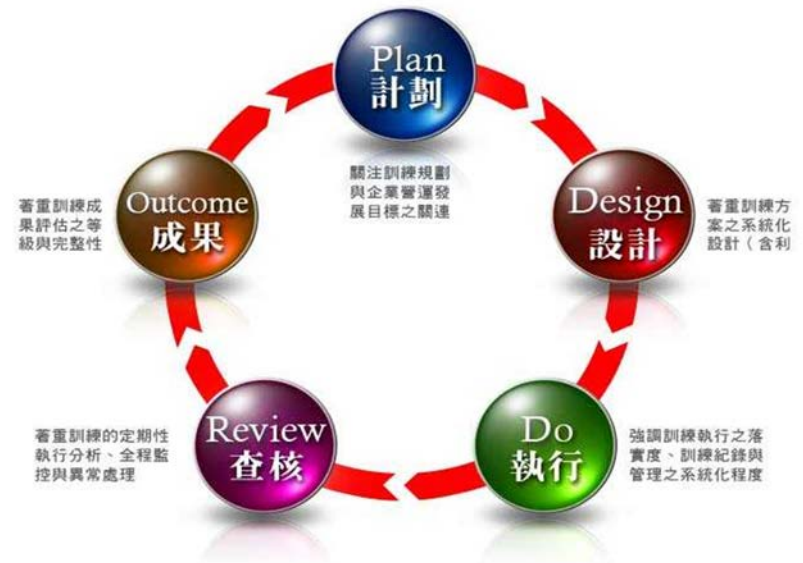 Plan
計劃
關注訓練規劃
與企業營運發
展目標之關連
Design
設計
著重訓練方
案之系統化
設計（含利
Do
執行
強調訓練執行之落
實度、訓練紀錄與
管理之系統化程度
Review
查核
著重訓練的定期性
執行分析、全程監
控與異常處理
Outcome
成果
著重訓練成
果評估之等
級與完整性